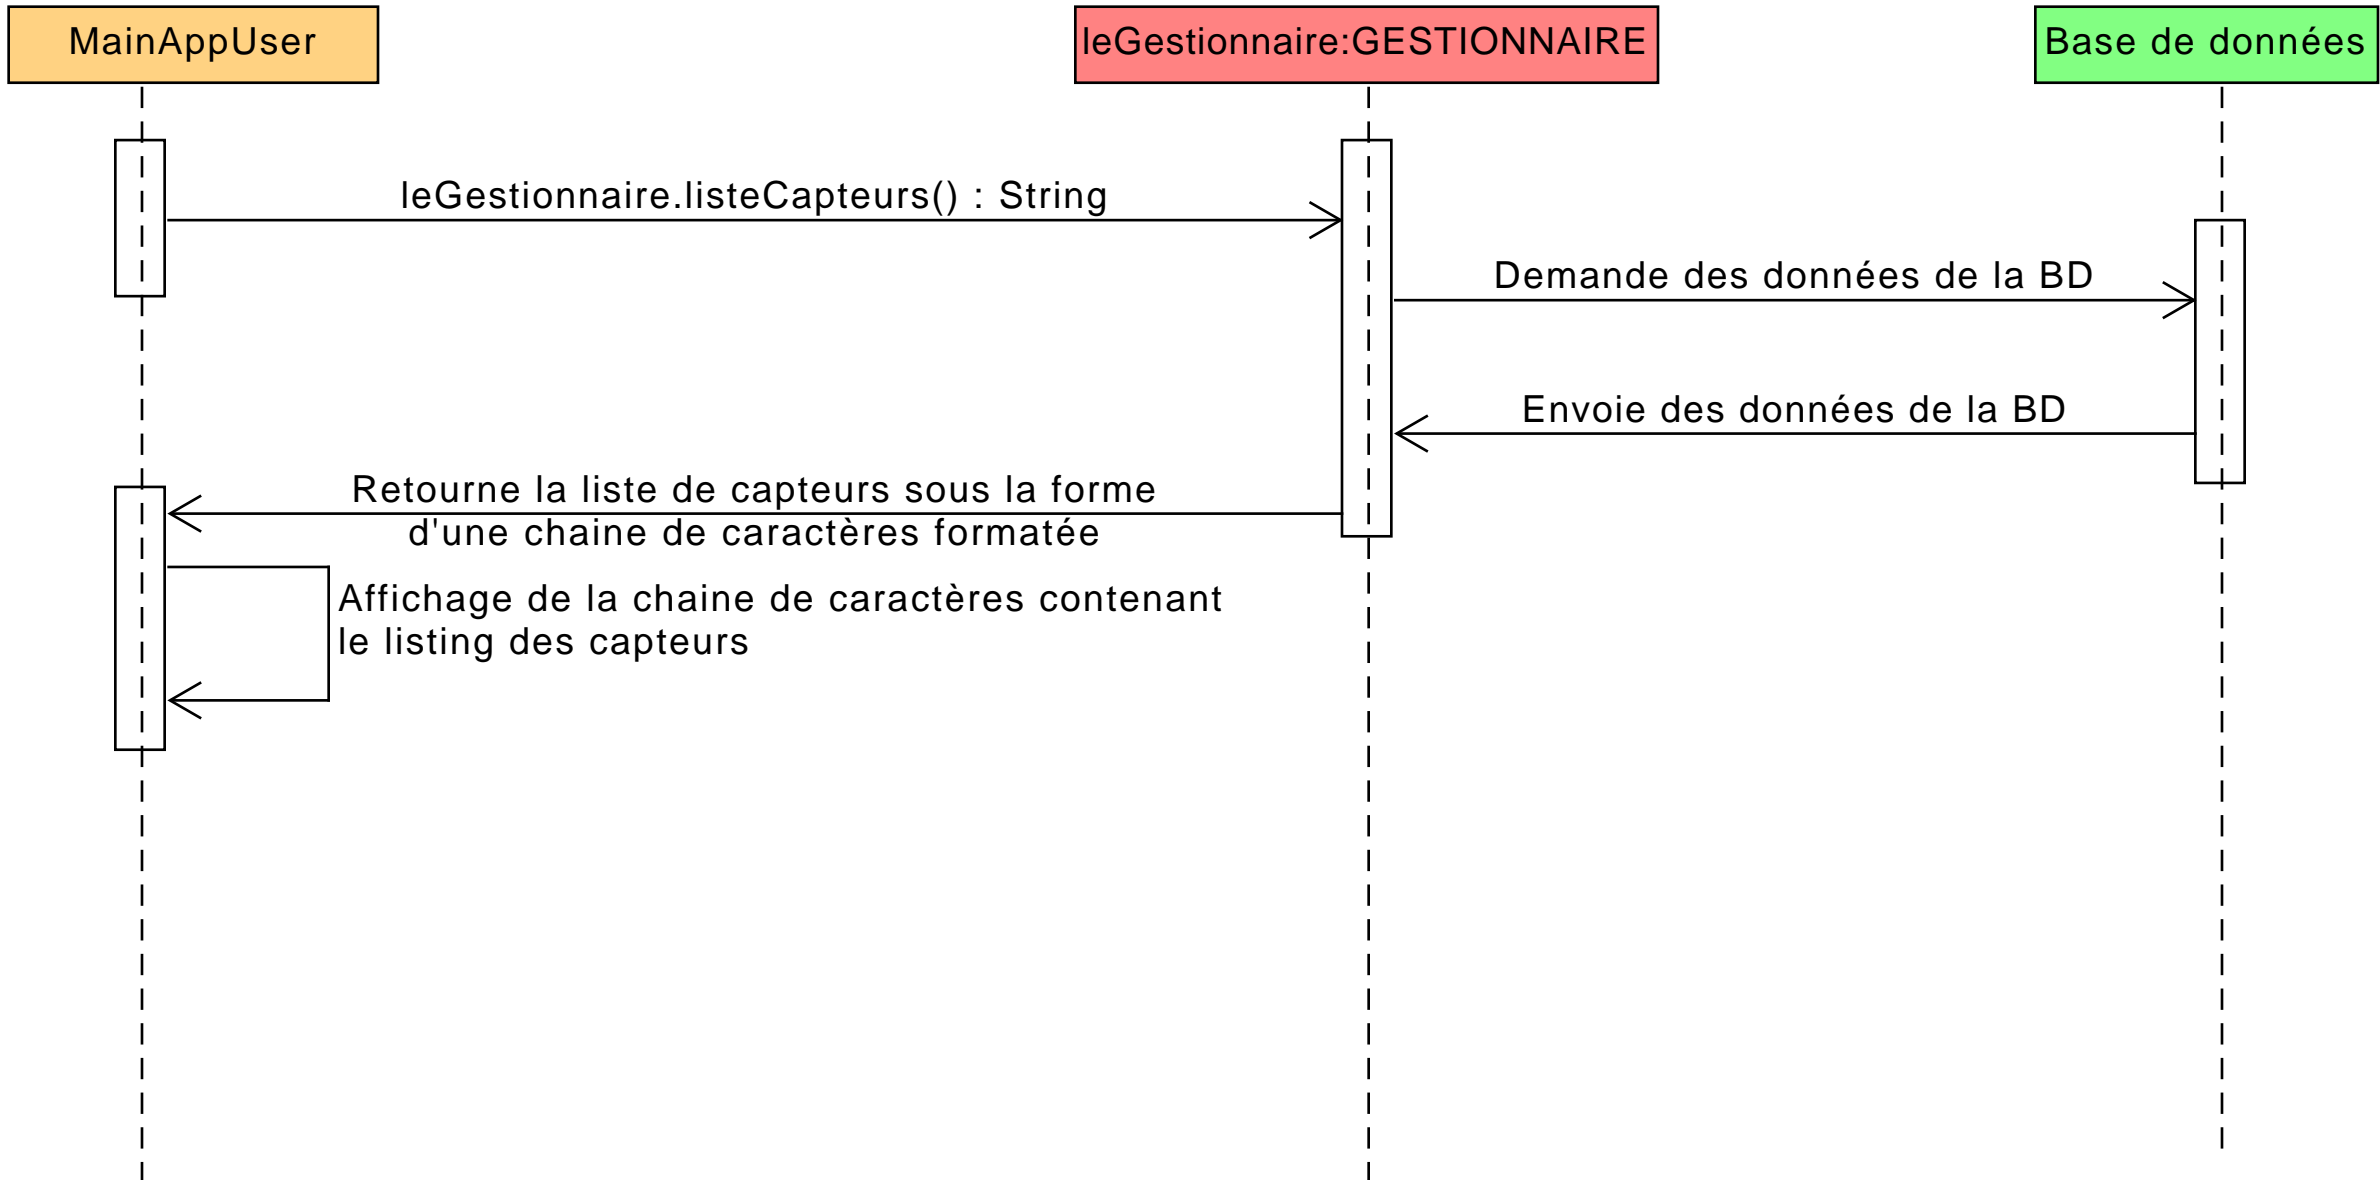 MainAppUser
leGestionnaire:GESTIONNAIRE
Base de données
leGestionnaire.listeCapteurs() : String
Demande des données de la BD
Envoie des données de la BD
Retourne la liste de capteurs sous la forme
d'une chaine de caractères formatée
Affichage de la chaine de caractères contenant
le listing des capteurs